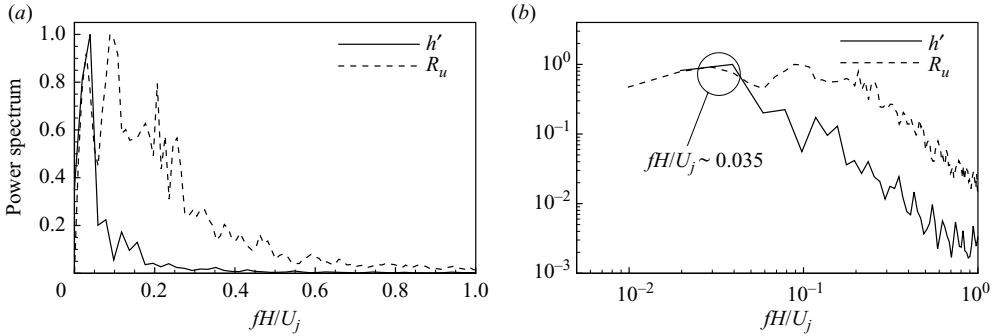 (a)
1.0
0.8
0.6
0.4
0.2
Power spectrum
0
0.2
0.4
0.6
0.8
1.0
fH/U_j
h′
R_u
(b)
10^0
10^−1
10^−2
10^−3
10^−2
10^−1
10^0
fH/U_j
h′
R_u
fH/U_j ~ 0.035